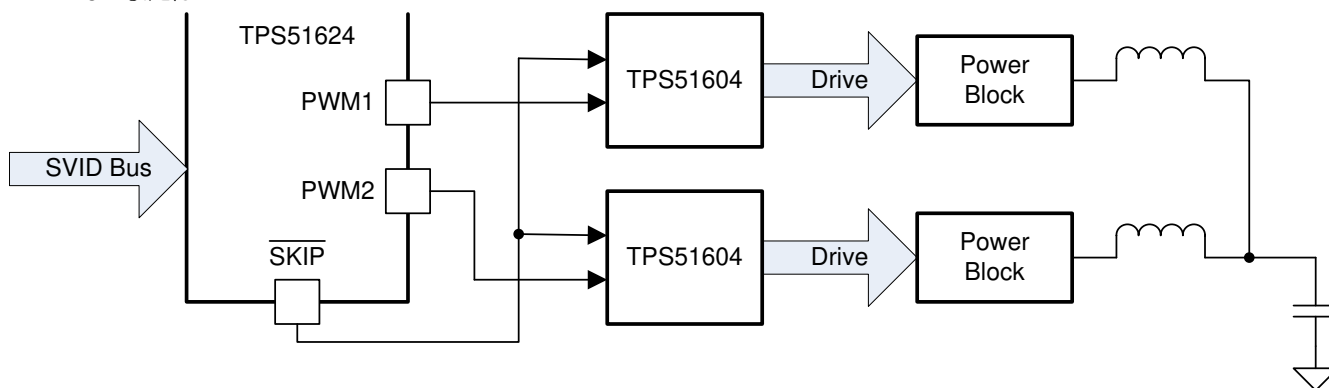 TPS51624
PWM1
PWM2
SKIP
SVID Bus
TPS51604
Drive
Power
Block
TPS51604
Drive
Power
Block